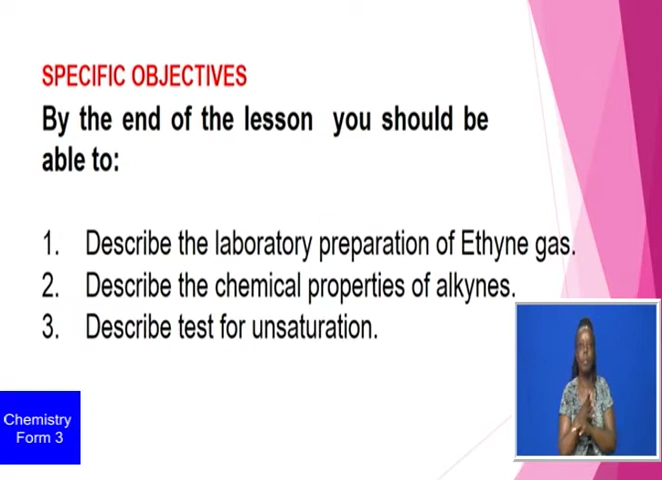 SPECIFIC OBJECTIVES
By the end of the lesson you should be
able to:
1. Describe the laboratory preparation of Ethyne gas.
2. Describe the chemical properties of alkynes.
3. Describe test for unsaturation.
Chemistry
Form 3